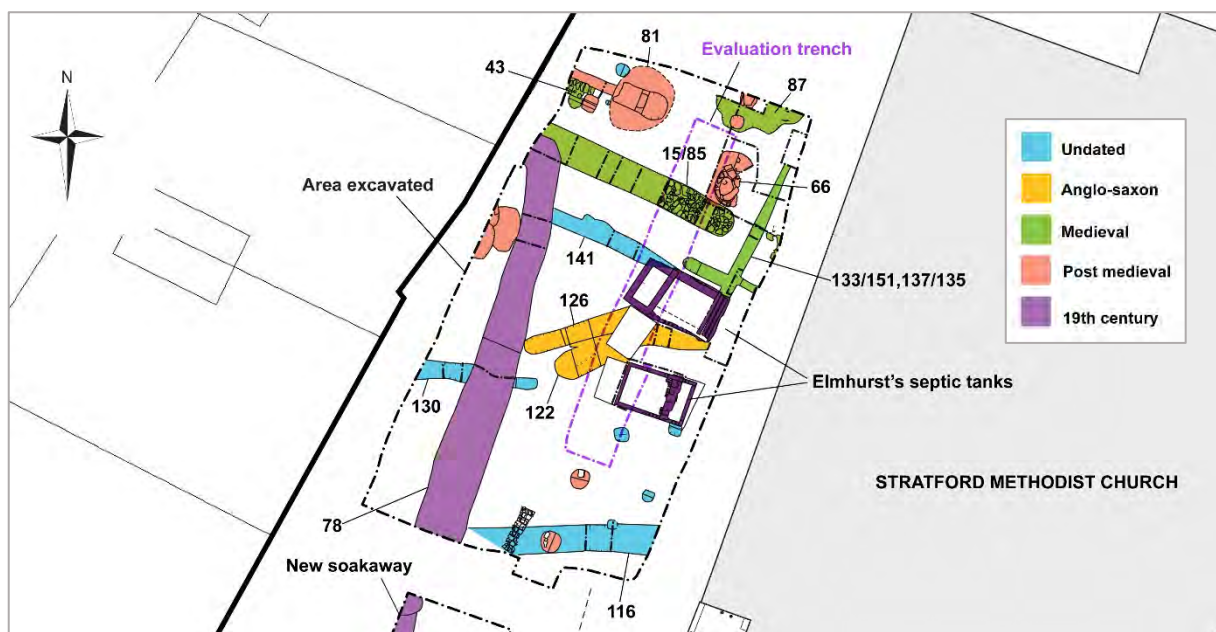 81
Evaluation trench
43
87
N
15/85
Area excavated
66
141
133/151,137/135
126
130
122
Elmhurst's septic tanks
78
New soakaway
116
STRATFORD METHODIST CHURCH
Undated
Anglo-saxon
Medieval
Post medieval
19th century